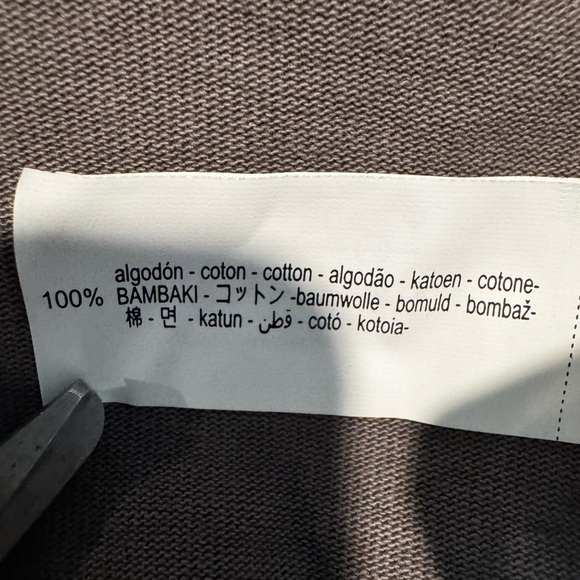 algodón - coton - cotton - algodão - katoen - cotone-
100% BAMBAKI - コットン -baumwolle - bomuld - bombaž-
棉 - 면 - katun - قطن - cotó - kotoia-